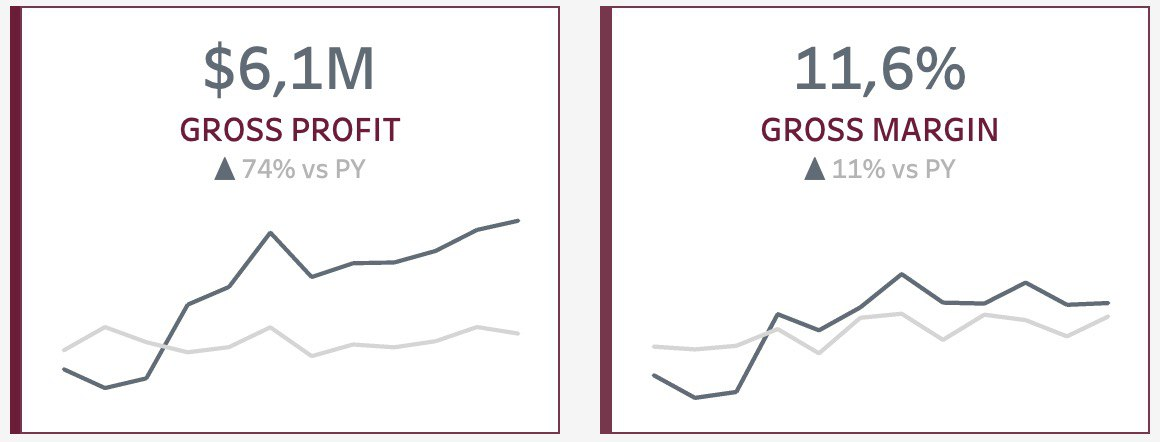 $6,1M
GROSS PROFIT
▲ 74% vs PY
11,6%
GROSS MARGIN
▲ 11% vs PY